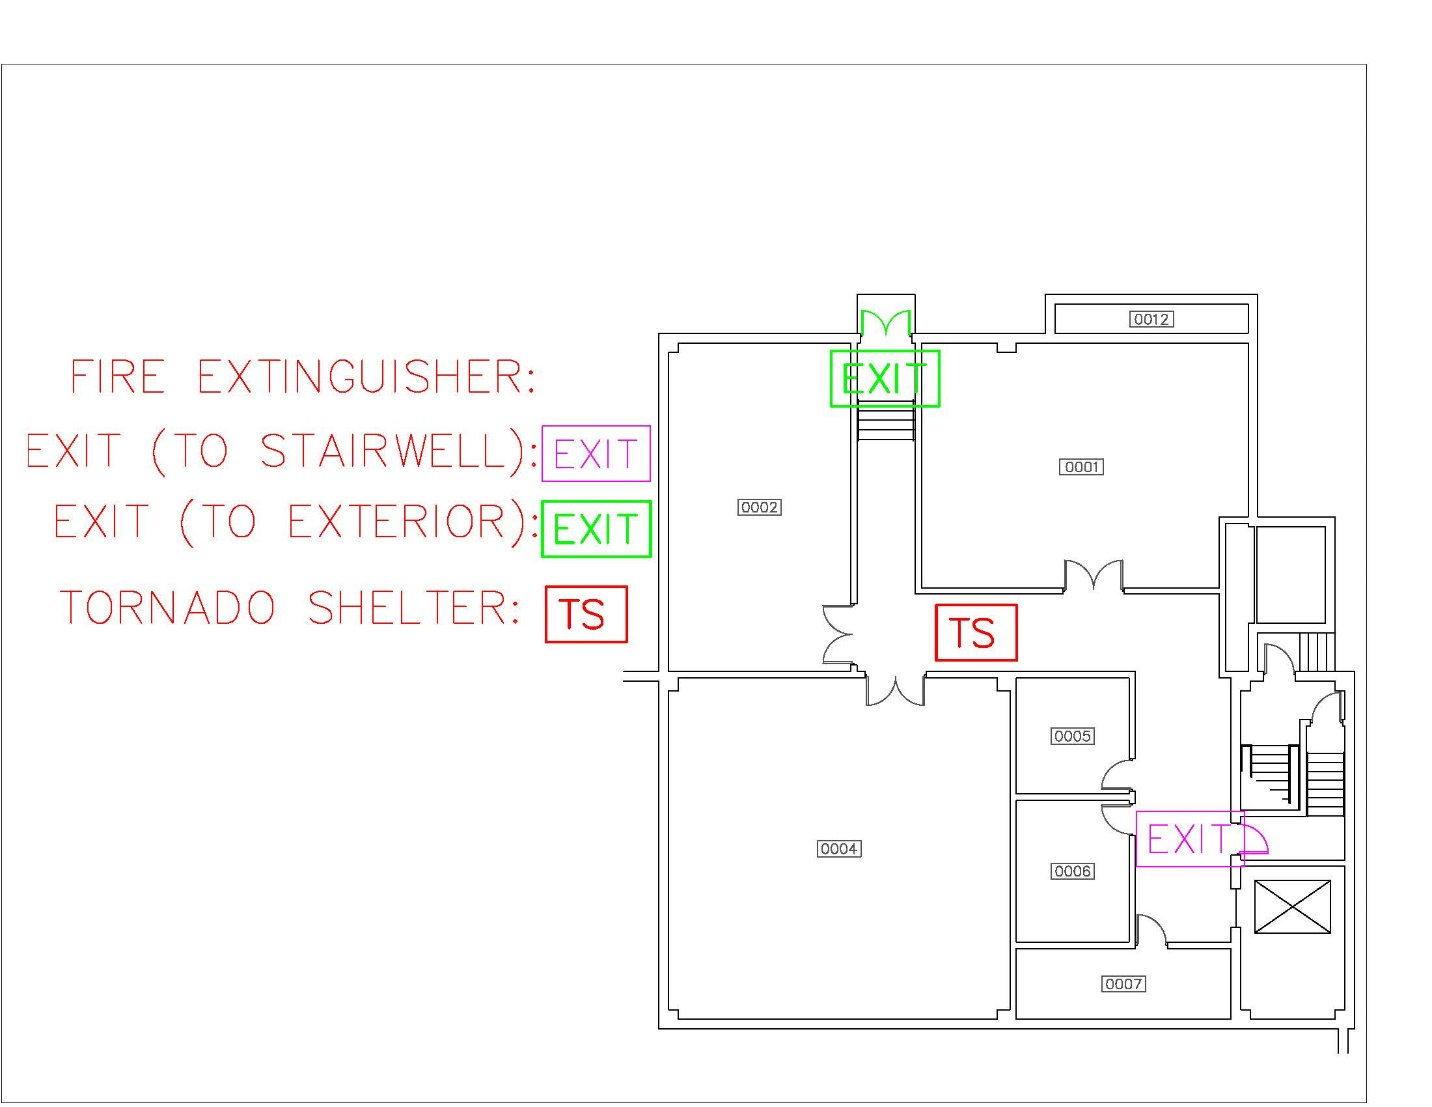 0012
FIRE EXTINGUISHER:
EXIT
EXIT (TO STAIRWELL): EXIT
0001
0002
EXIT (TO EXTERIOR): EXIT
TORNADO SHELTER: TS
TS
0005
EXIT
0004
0006
0007